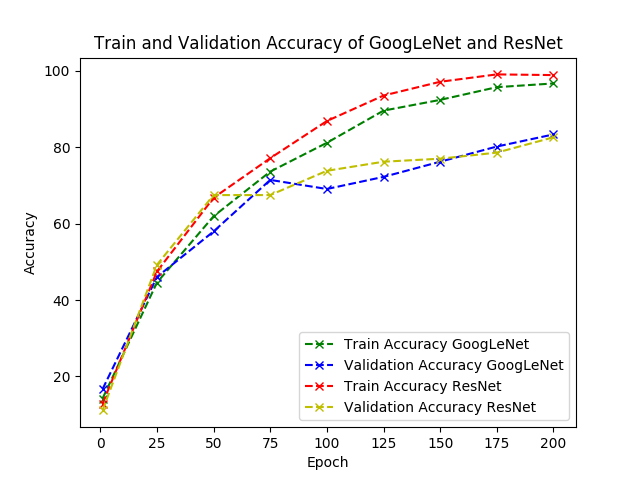 Train and Validation Accuracy of GoogLeNet and ResNet
100
80
60
40
20
Accuracy
Train Accuracy GoogLeNet
Validation Accuracy GoogLeNet
Train Accuracy ResNet
Validation Accuracy ResNet
0 25 50 75 100 125 150 175 200
Epoch